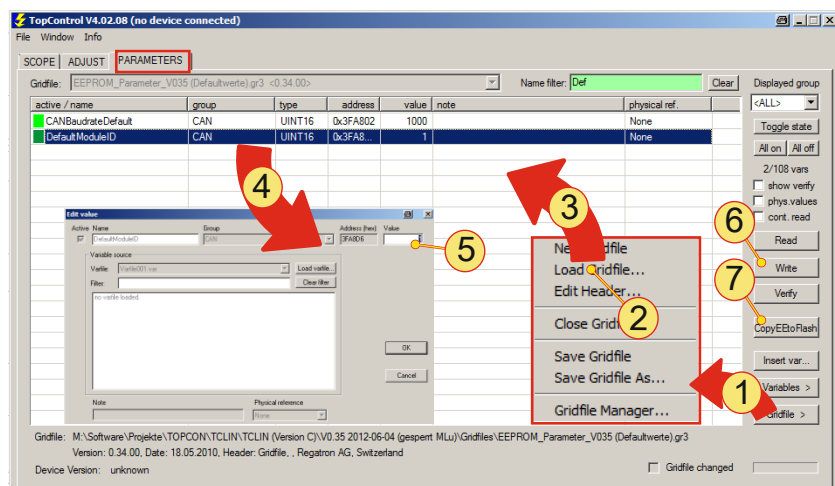 TopControl V4.02.08 (no device connected)
File Window Info
SCOPE ADJUST PARAMETERS
Gridfile: EEPROM_Parameter_V035 (Defaultwerte).gr3 <0.34.00> Name filter: Def Clear Displayed group
active / name group type address value note physical ref. <ALL>
CANBaudrateDefault CAN UINT16 0x3FA802 1000 None
DefaultModuleID CAN UINT16 0x3FA8... 1 None
Toggle state
All on All off
2/108 vars
show verify
phys.values
cont. read
Read
Write
Verify
CopyEEtoFlash
Insert var...
Variables >
Gridfile >
4
3
5
6
7
2
1
Edit value
Active Name Group Address (hex) Value
DefaultModuleID CAN 3FA8D6
Variable source
Varfile: Varfile001.var Load varfile...
Filter: Clear filter
no varfile loaded
OK
Cancel
Note Physical reference
None
New Gridfile
Load Gridfile...
Edit Header...
Close Gridfile
Save Gridfile
Save Gridfile As...
Gridfile Manager...
Gridfile: M:\Software\Projekte\TOPCON\TCLIN\TCLIN (Version C)\V0.35 2012-06-04 (gesperrt MLu)\Gridfiles\EEPROM_Parameter_V035 (Defaultwerte).gr3
Version: 0.34.00, Date: 18.05.2010, Header: Gridfile, , Regatron AG, Switzerland
Device Version: unknown Gridfile changed